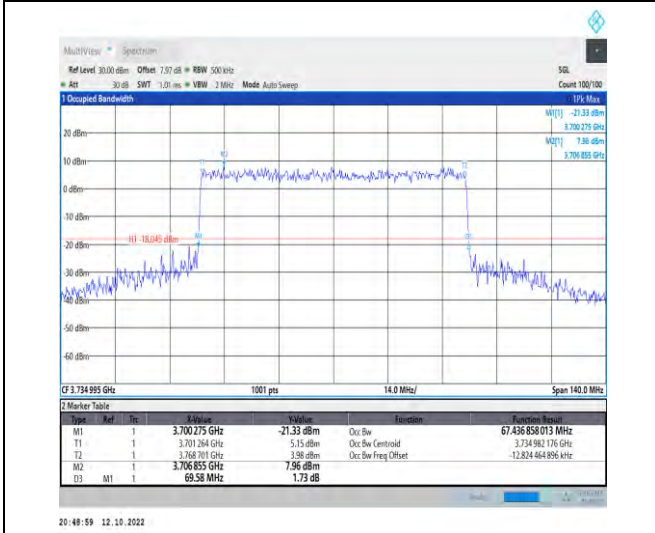 MultiView Spectrum
Ref Level 30.00 dBm Offset 7.97 dB RBW 500 kHz SGL
Att 30 dB SWT 1.01 ms VBW 2 MHz Mode Auto Sweep Count 100/100
1 Occupied Bandwidth 1Pk Max
M1[1] -21.33 dBm
3.700 275 GHz
M2[1] 7.96 dBm
3.706 855 GHz
20 dBm
10 dBm
0 dBm
-10 dBm
H1 -18.045 dBm
-20 dBm
-30 dBm
-40 dBm
-50 dBm
-60 dBm
M2
T1
T2
M1
D3
CF 3.734 995 GHz 1001 pts 14.0 MHz/ Span 140.0 MHz
2 Marker Table
Type Ref Trc X-Value Y-Value Function Function Result
M1 1 3.700 275 GHz -21.33 dBm Occ Bw 67.436 858 013 MHz
T1 1 3.701 264 GHz 5.15 dBm Occ Bw Centroid 3.734 982 176 GHz
T2 1 3.768 701 GHz 3.98 dBm Occ Bw Freq Offset -12.824 464 896 kHz
M2 1 3.706 855 GHz 7.96 dBm
D3 M1 1 69.58 MHz 1.73 dB
20:48:59 12.10.2022